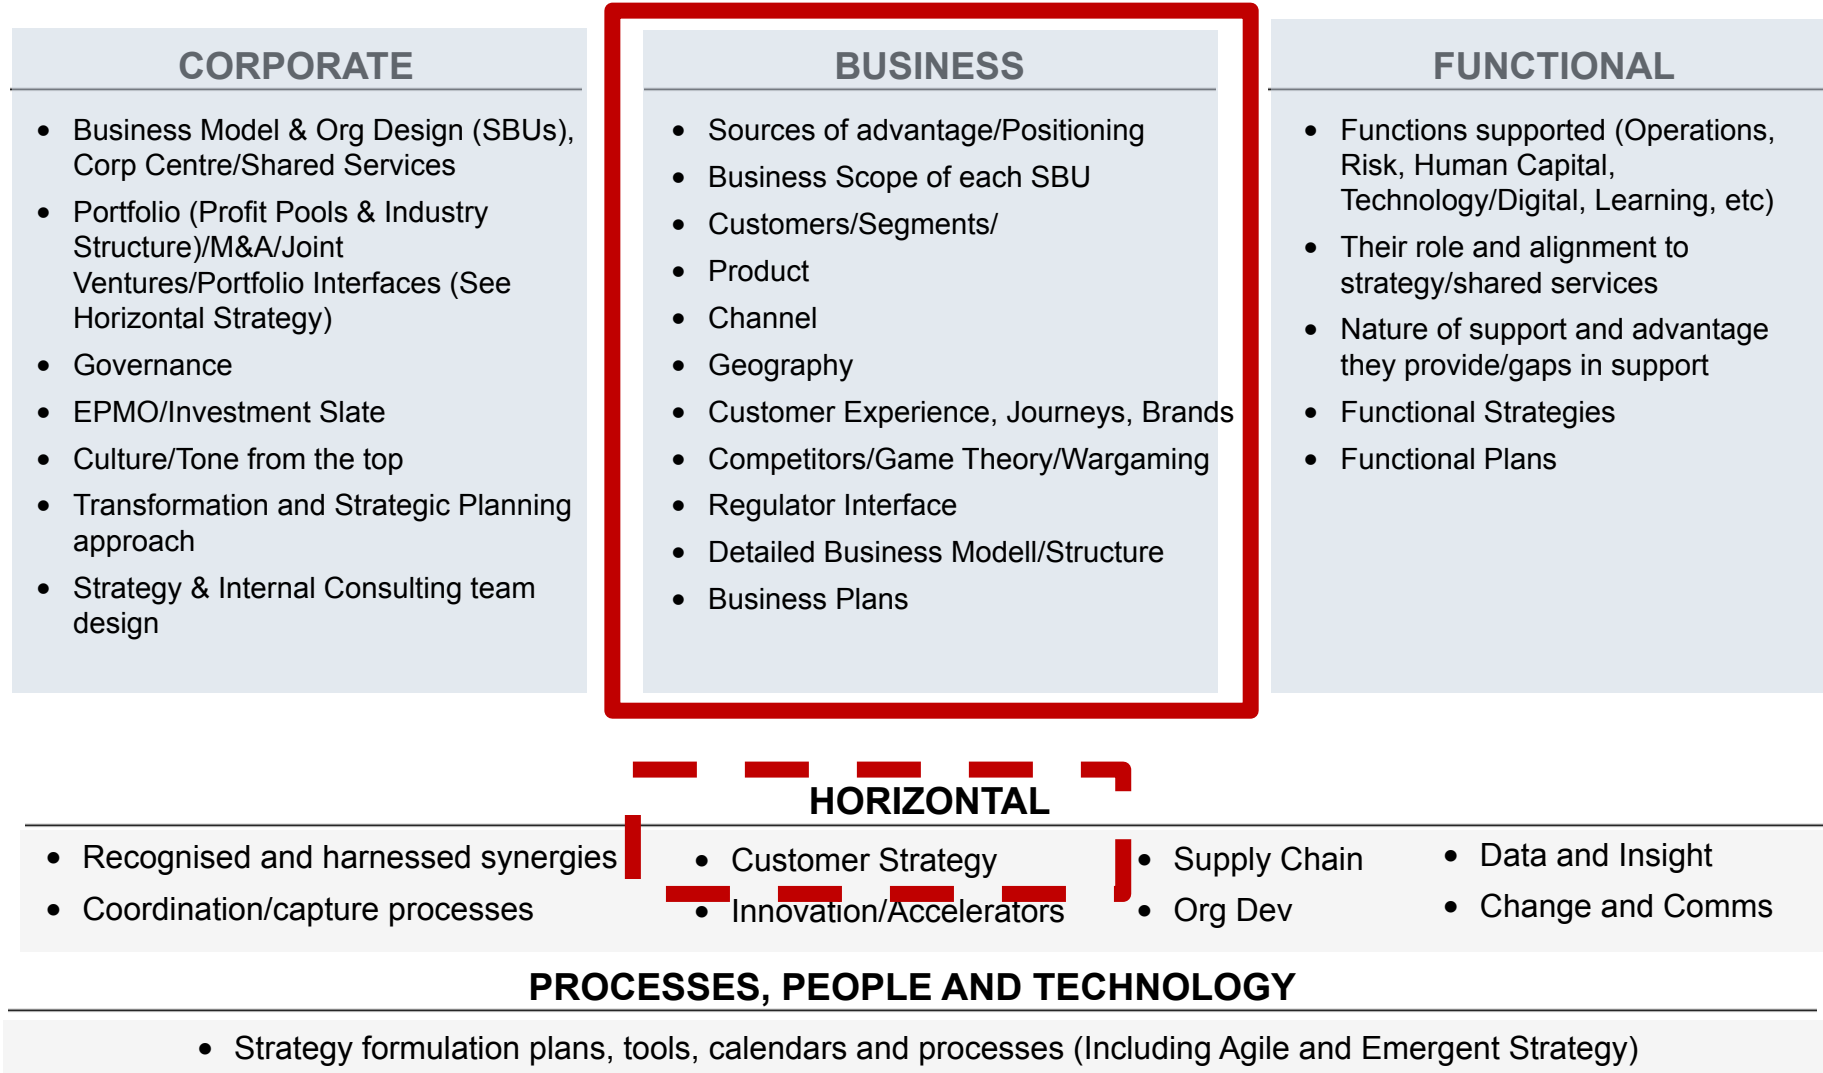 CORPORATE
• Business Model & Org Design (SBUs),
Corp Centre/Shared Services
• Portfolio (Profit Pools & Industry
Structure)/M&A/Joint
Ventures/Portfolio Interfaces (See
Horizontal Strategy)
• Governance
• EPMO/Investment Slate
• Culture/Tone from the top
• Transformation and Strategic Planning
approach
• Strategy & Internal Consulting team
design
BUSINESS
• Sources of advantage/Positioning
• Business Scope of each SBU
• Customers/Segments/
• Product
• Channel
• Geography
• Customer Experience, Journeys, Brands
• Competitors/Game Theory/Wargaming
• Regulator Interface
• Detailed Business Modell/Structure
• Business Plans
FUNCTIONAL
• Functions supported (Operations,
Risk, Human Capital,
Technology/Digital, Learning, etc)
• Their role and alignment to
strategy/shared services
• Nature of support and advantage
they provide/gaps in support
• Functional Strategies
• Functional Plans
HORIZONTAL
• Recognised and harnessed synergies
• Coordination/capture processes
• Customer Strategy
• Innovation/Accelerators
• Supply Chain
• Org Dev
• Data and Insight
• Change and Comms
PROCESSES, PEOPLE AND TECHNOLOGY
• Strategy formulation plans, tools, calendars and processes (Including Agile and Emergent Strategy)